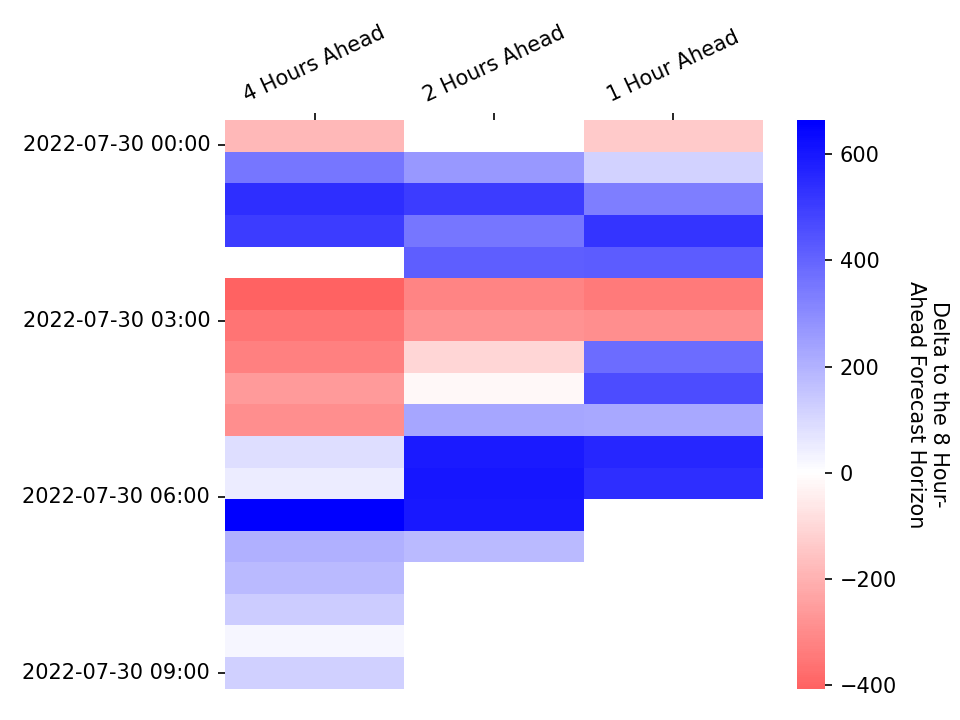 4 Hours Ahead
2 Hours Ahead
1 Hour Ahead
2022-07-30 00:00
2022-07-30 03:00
2022-07-30 06:00
2022-07-30 09:00
600
400
200
0
−200
−400
Delta to the 8 Hour-
Ahead Forecast Horizon